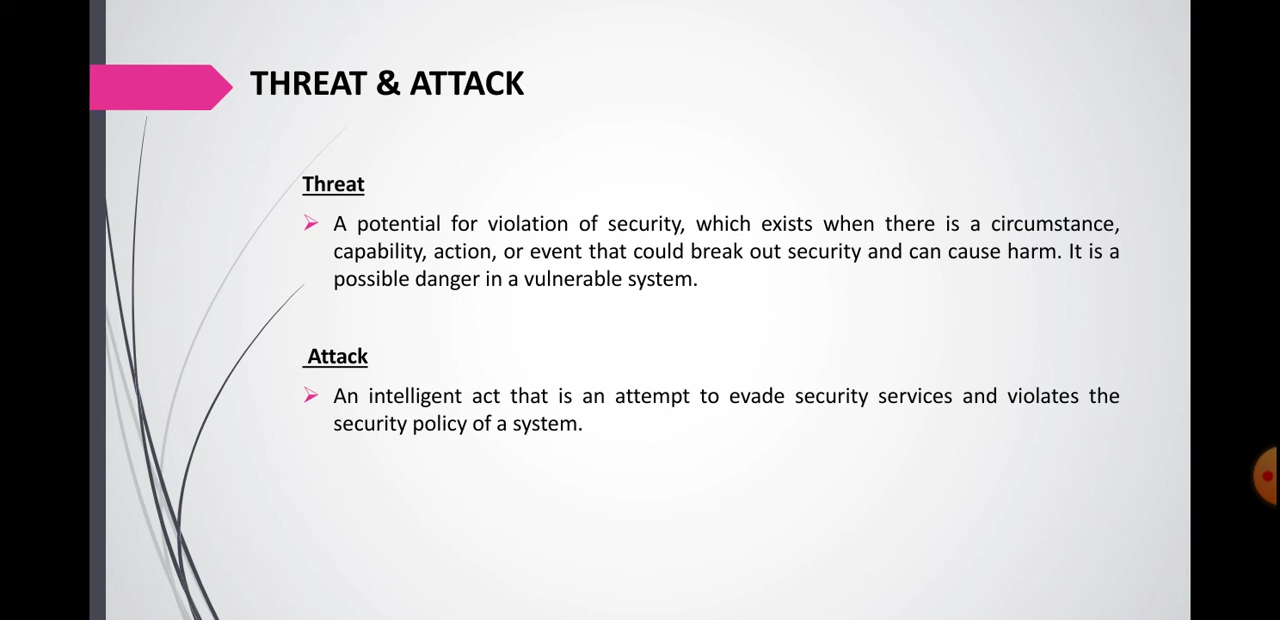 THREAT & ATTACK
Threat
A potential for violation of security, which exists when there is a circumstance,
capability, action, or event that could break out security and can cause harm. It is a
possible danger in a vulnerable system.
Attack
An intelligent act that is an attempt to evade security services and violates the
security policy of a system.